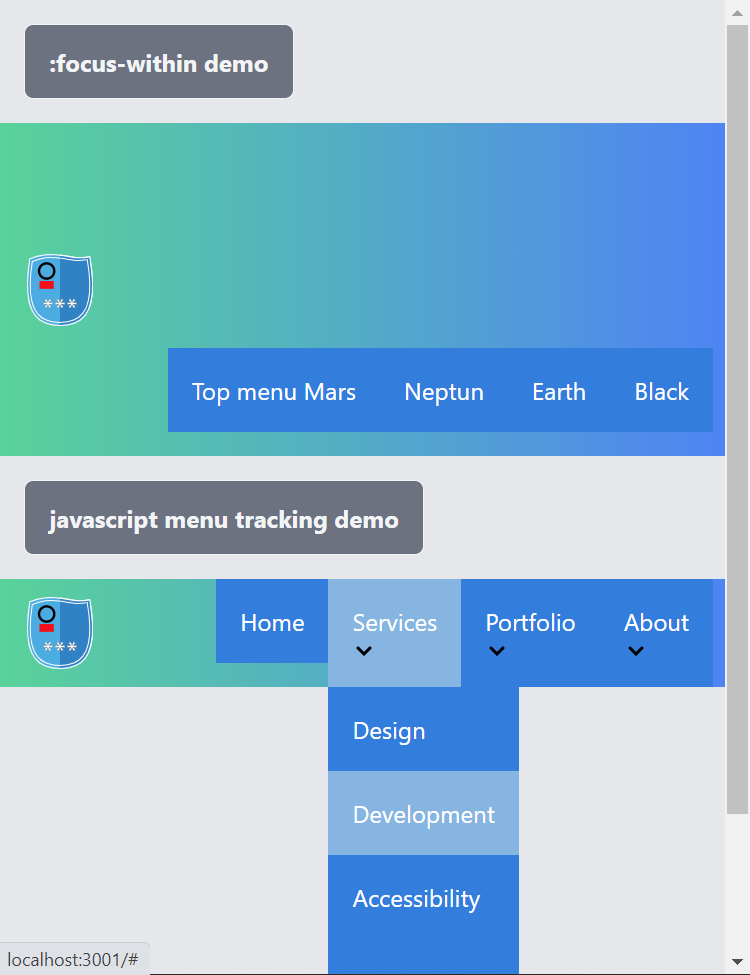 :focus-within demo
***
Top menu Mars Neptun Earth Black
javascript menu tracking demo
***
Home Services Portfolio About
Design
Development
Accessibility
localhost:3001/#